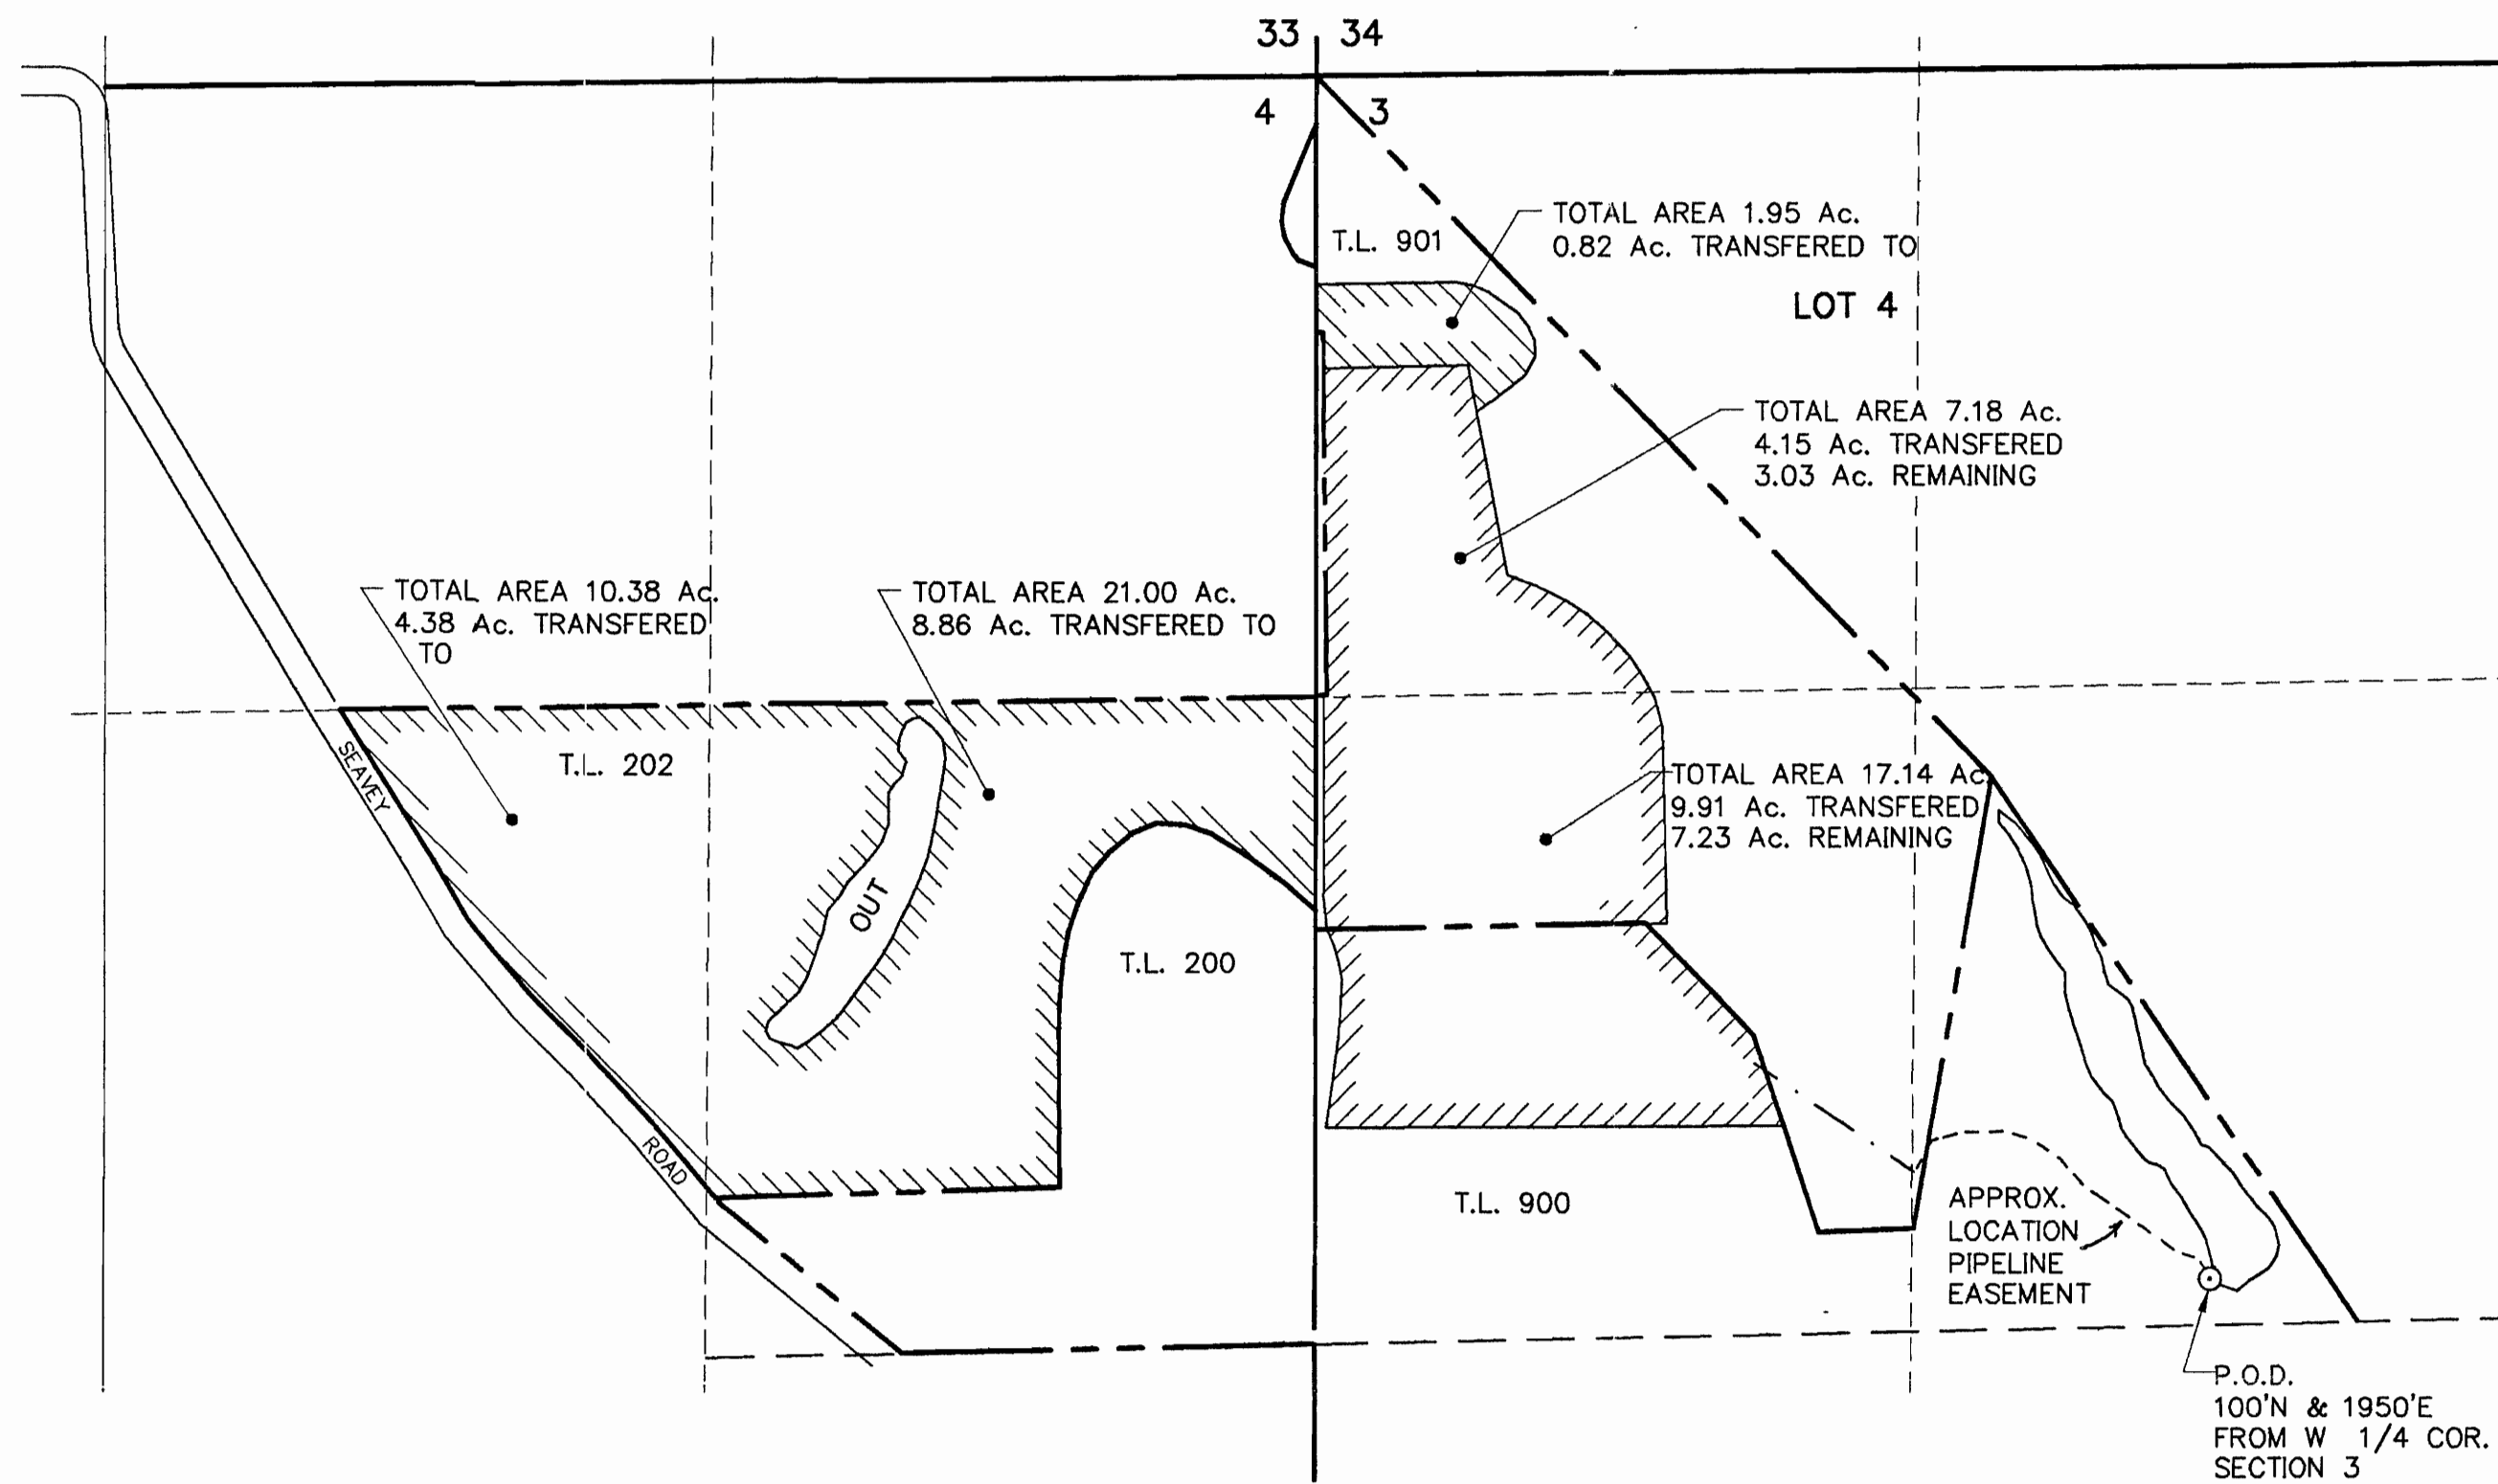 33 34
4 3
T.L. 901
TOTAL AREA 1.95 Ac.
0.82 Ac. TRANSFERED TO
LOT 4
TOTAL AREA 7.18 Ac.
4.15 Ac. TRANSFERED
3.03 Ac. REMAINING
TOTAL AREA 10.38 Ac.
4.38 Ac. TRANSFERED
TO
TOTAL AREA 21.00 Ac.
8.86 Ac. TRANSFERED TO
SEAVEY
T.L. 202
TOTAL AREA 17.14 Ac.
9.91 Ac. TRANSFERED
7.23 Ac. REMAINING
OUT
T.L. 200
ROAD
T.L. 900
APPROX.
LOCATION
PIPELINE
EASEMENT
P.O.D.
100'N & 1950'E
FROM W 1/4 COR.
SECTION 3